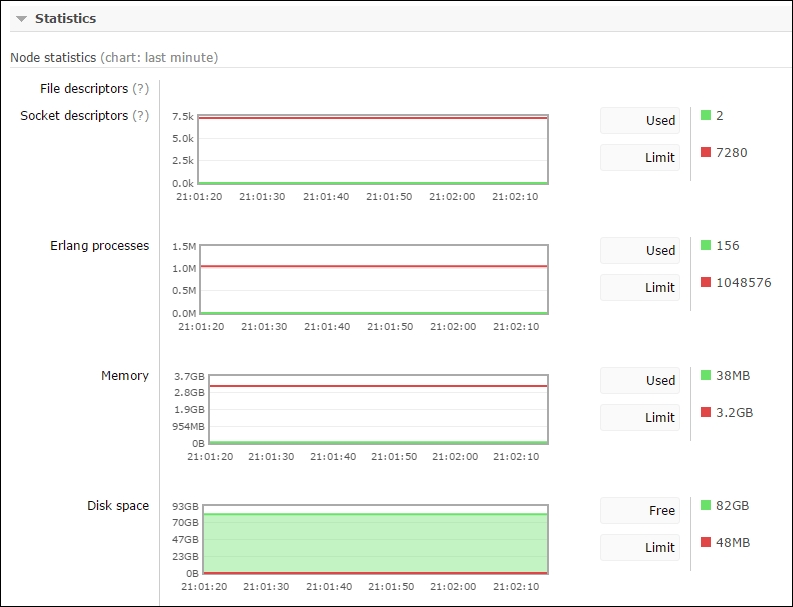 Statistics
Node statistics (chart: last minute)
File descriptors (?)
Socket descriptors (?)
7.5k
5.0k
2.5k
0.0k
21:01:20 21:01:30 21:01:40 21:01:50 21:02:00 21:02:10
Used 2
Limit 7280
Erlang processes
1.5M
1.0M
0.5M
0.0M
21:01:20 21:01:30 21:01:40 21:01:50 21:02:00 21:02:10
Used 156
Limit 1048576
Memory
3.7GB
2.8GB
1.9GB
954MB
0B
21:01:20 21:01:30 21:01:40 21:01:50 21:02:00 21:02:10
Used 38MB
Limit 3.2GB
Disk space
93GB
70GB
47GB
23GB
0B
21:01:20 21:01:30 21:01:40 21:01:50 21:02:00 21:02:10
Free 82GB
Limit 48MB